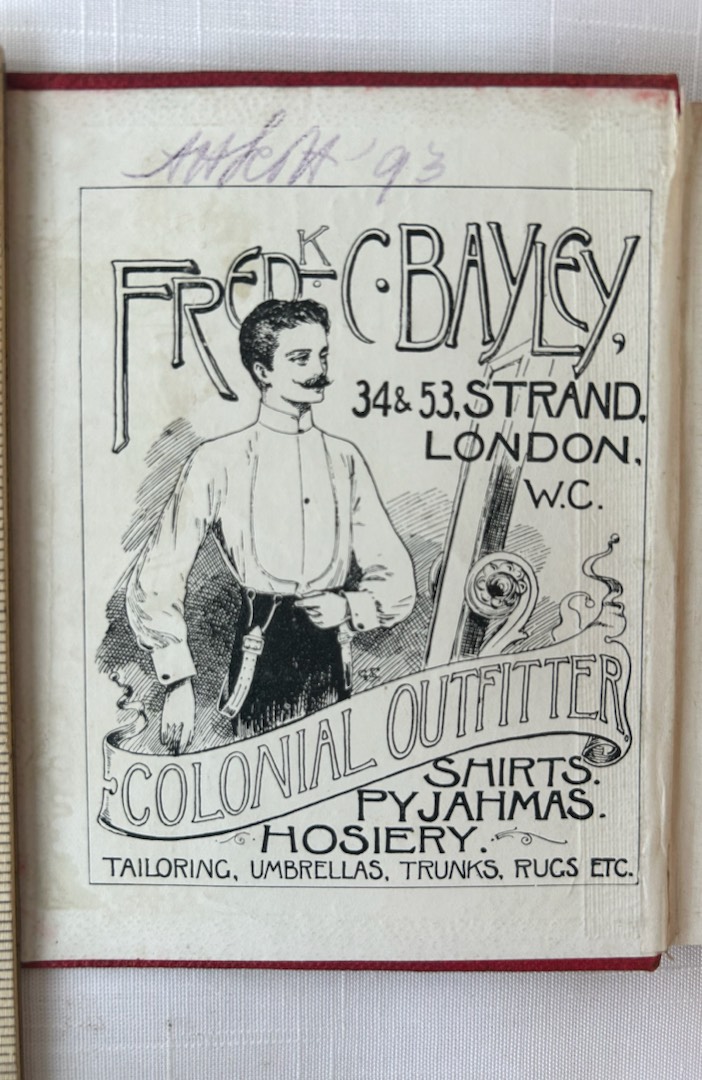 '93
FRED.K C. BAYLEY,
34 & 53, STRAND,
LONDON,
W.C.
COLONIAL OUTFITTER
SHIRTS.
PYJAHMAS.
HOSIERY.
TAILORING, UMBRELLAS, TRUNKS, RUGS ETC.